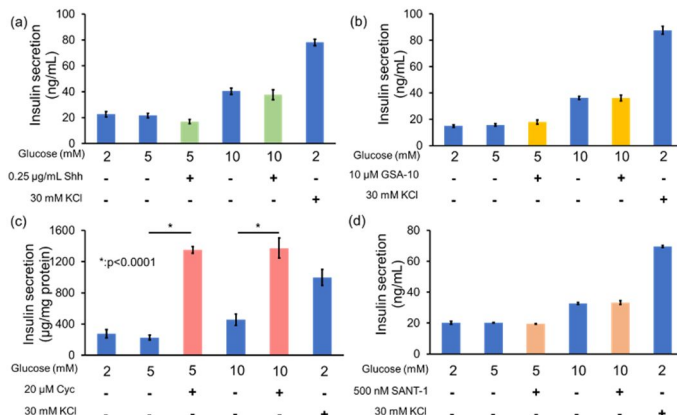 (a)
Insulin secretion
(ng/mL)
100
80
60
40
20
0
Glucose (mM) 2 5 5 10 10 2
0.25 µg/mL Shh - - + - + -
30 mM KCl - - - - - +
(b)
Insulin secretion
(ng/mL)
100
80
60
40
20
0
Glucose (mM) 2 5 5 10 10 2
10 µM GSA-10 - - + - + -
30 mM KCl - - - - - +
(c)
Insulin secretion
(µg/mg protein)
1600
1200
800
400
0
*:p<0.0001
* *
Glucose (mM) 2 5 5 10 10 2
20 µM Cyc - - + - + -
30 mM KCl - - - - - +
(d)
Insulin secretion
(ng/mL)
80
60
40
20
0
Glucose (mM) 2 5 5 10 10 2
500 nM SANT-1 - - + - + -
30 mM KCl - - - - - +